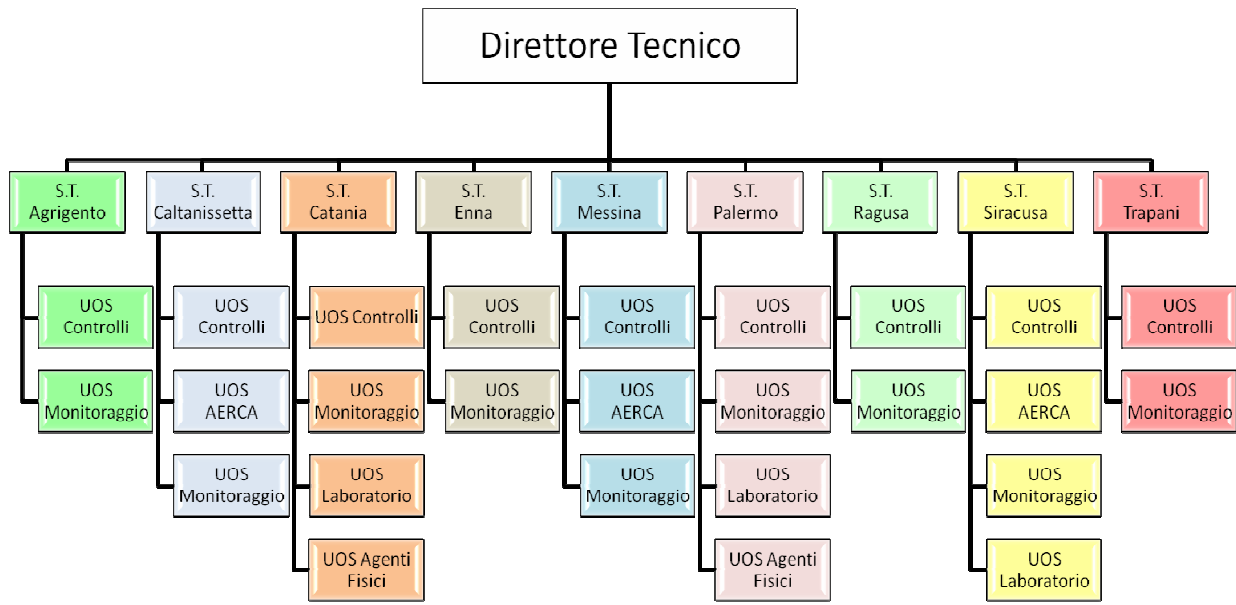 Direttore Tecnico
S.T.
Agrigento
S.T.
Caltanissetta
S.T.
Catania
S.T.
Enna
S.T.
Messina
S.T.
Palermo
S.T.
Ragusa
S.T.
Siracusa
S.T.
Trapani
UOS
Controlli
UOS
Controlli
UOS Controlli
UOS
Controlli
UOS
Controlli
UOS
Controlli
UOS
Controlli
UOS
Controlli
UOS
Controlli
UOS
Monitoraggio
UOS
AERCA
UOS
Monitoraggio
UOS
Monitoraggio
UOS
AERCA
UOS
Monitoraggio
UOS
Monitoraggio
UOS
AERCA
UOS
Monitoraggio
UOS
Monitoraggio
UOS
Laboratorio
UOS
Monitoraggio
UOS
Laboratorio
UOS
Monitoraggio
UOS Agenti
Fisici
UOS Agenti
Fisici
UOS
Laboratorio